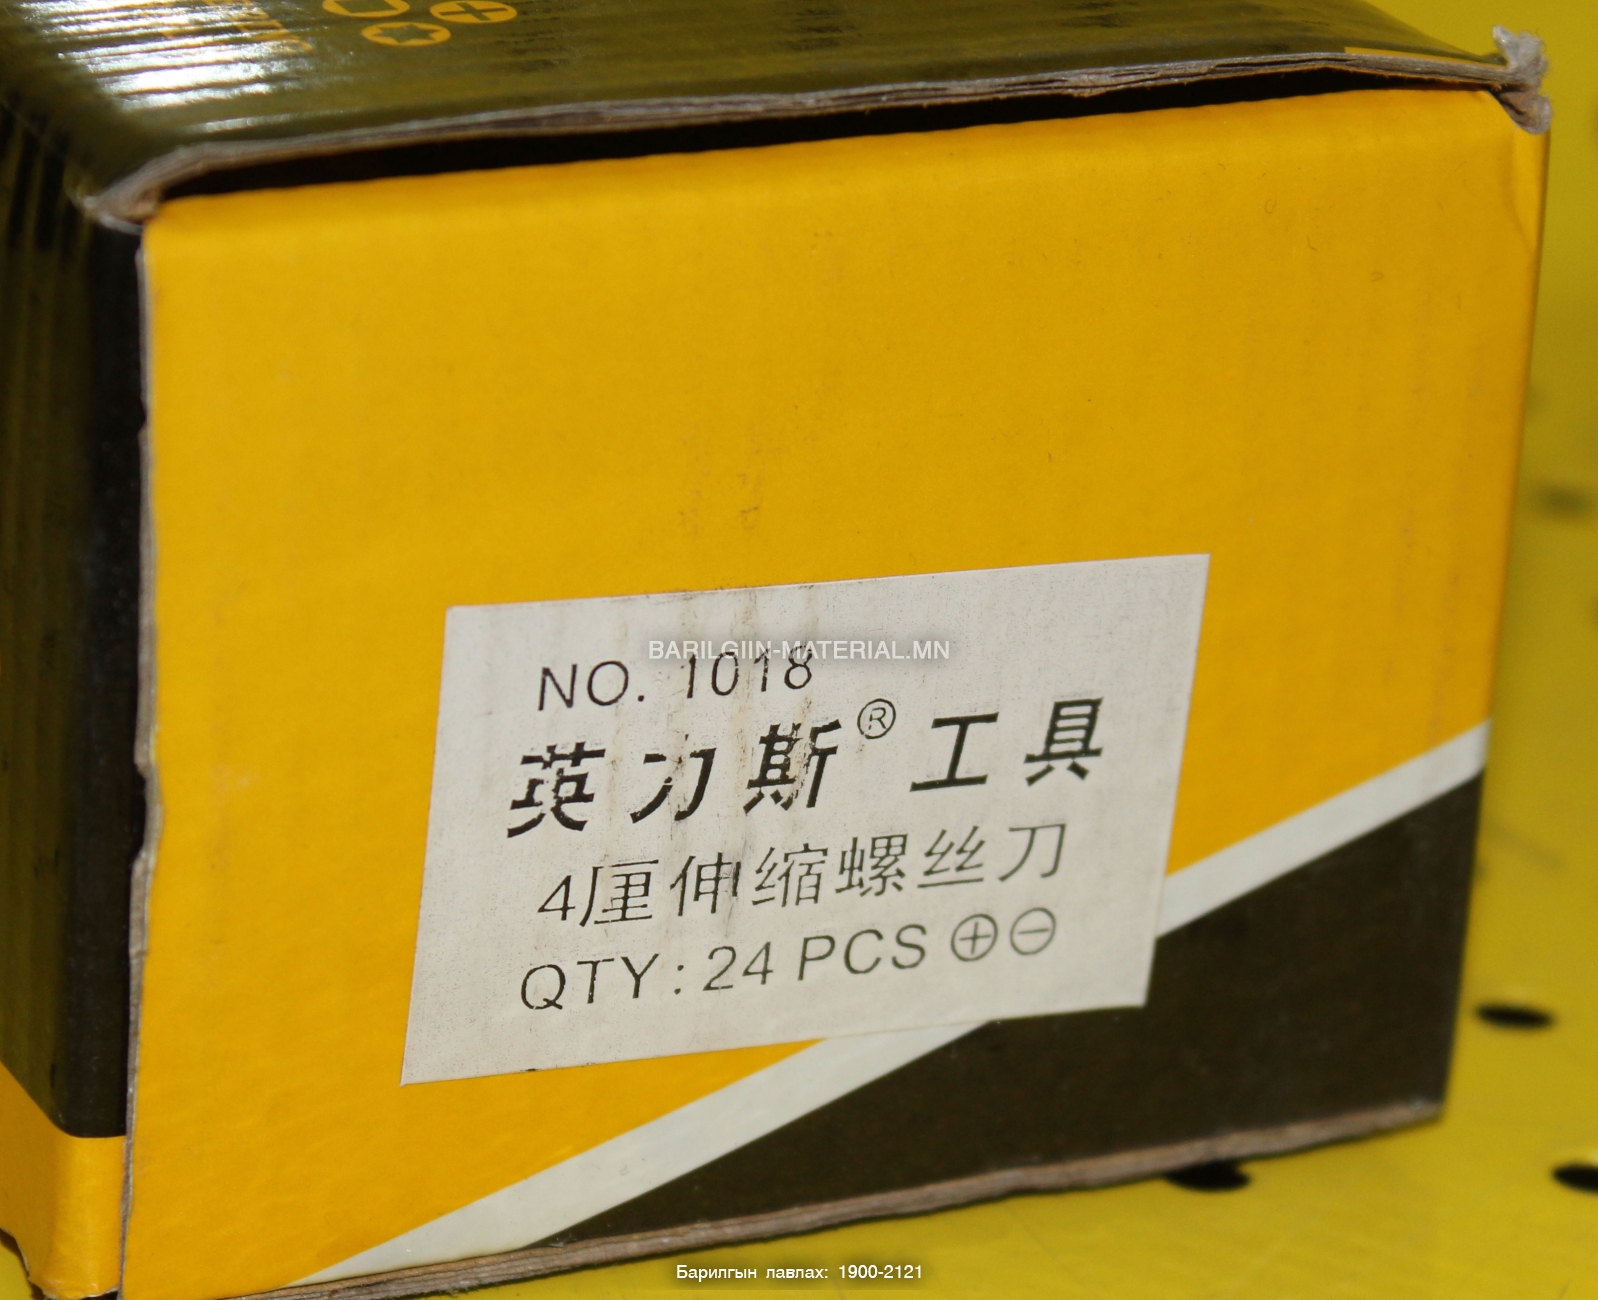 BARILGIIN-MATERIAL.MN
NO. 1018
英力斯® 工具
4厘伸缩螺丝刀
QTY: 24 PCS ⊕⊖
Барилгын лавлах: 1900-2121